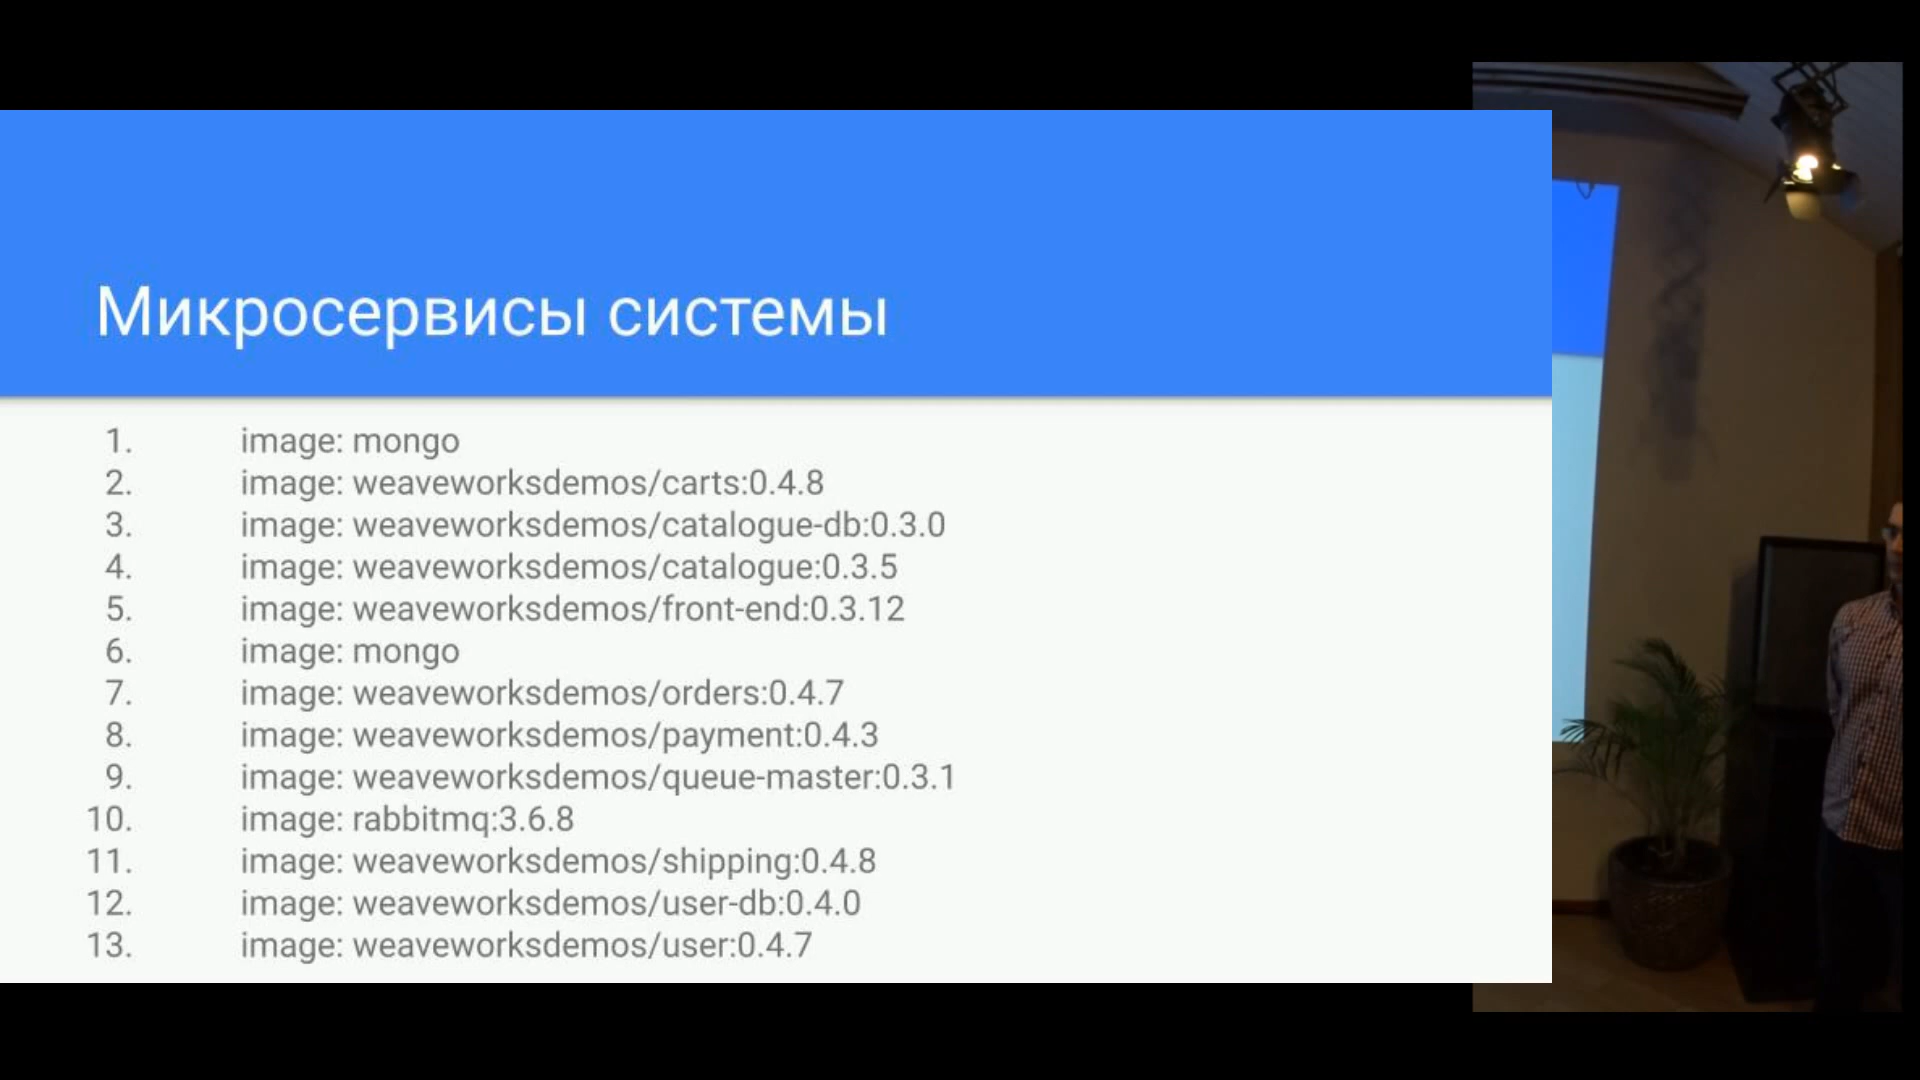 Микросервисы системы
1. image: mongo
2. image: weaveworksdemos/carts:0.4.8
3. image: weaveworksdemos/catalogue-db:0.3.0
4. image: weaveworksdemos/catalogue:0.3.5
5. image: weaveworksdemos/front-end:0.3.12
6. image: mongo
7. image: weaveworksdemos/orders:0.4.7
8. image: weaveworksdemos/payment:0.4.3
9. image: weaveworksdemos/queue-master:0.3.1
10. image: rabbitmq:3.6.8
11. image: weaveworksdemos/shipping:0.4.8
12. image: weaveworksdemos/user-db:0.4.0
13. image: weaveworksdemos/user:0.4.7